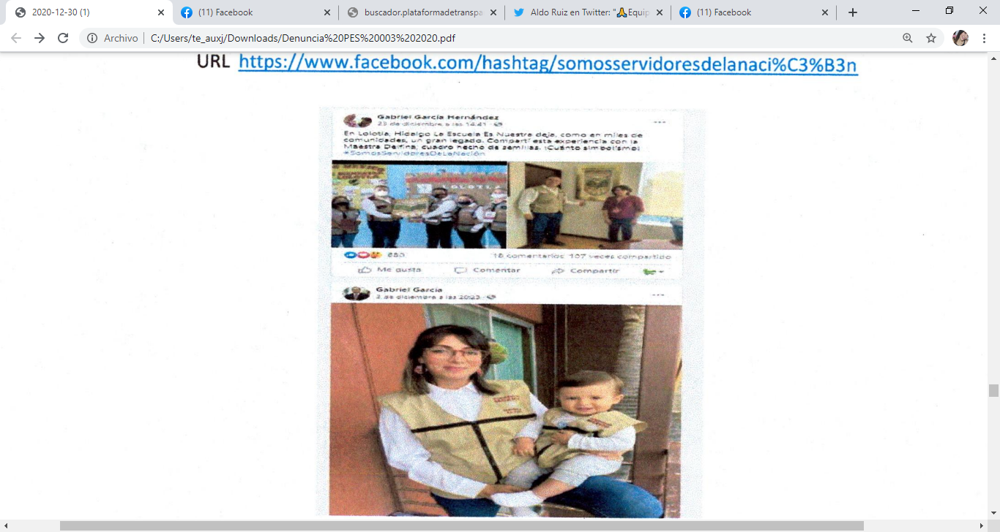 2020-12-30 (1)
(11) Facebook
buscador.plataformadetranspa
Aldo Ruiz en Twitter: "🙏Equip
(11) Facebook
Archivo
C:/Users/te_auxj/Downloads/Denuncia%20PES%20003%202020.pdf
URL https://www.facebook.com/hashtag/somosservidoresdelanaci%C3%B3n
Gabriel García Hernández
23 de diciembre a las 14:41
En Lolotla, Hidalgo La Escuela Es Nuestra deja, como en miles de
comunidades, un gran legado. Compartí esta experiencia con la
Maestra Delfina; cuadro hecho de semillas. ¡Cuánto simbolismo!
#SomosServidoresDeLaNación
LOLOTLA
LOLOTLA
18 comentarios 107 veces compartido
Me gusta
Comentar
Compartir
Gabriel García
de diciembre a las 20:23